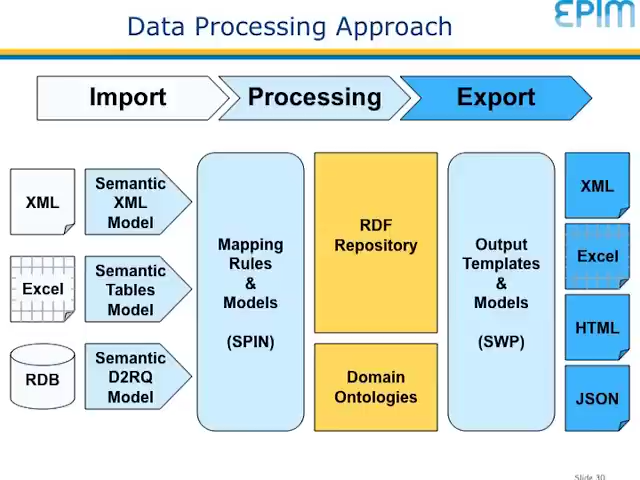 EPIM
Data Processing Approach
Import
Processing
Export
XML
Semantic
XML
Model
Excel
Semantic
Tables
Model
RDB
Semantic
D2RQ
Model
Mapping
Rules
&
Models
(SPIN)
RDF
Repository
Domain
Ontologies
Output
Templates
&
Models
(SWP)
XML
Excel
HTML
JSON
Slide 30